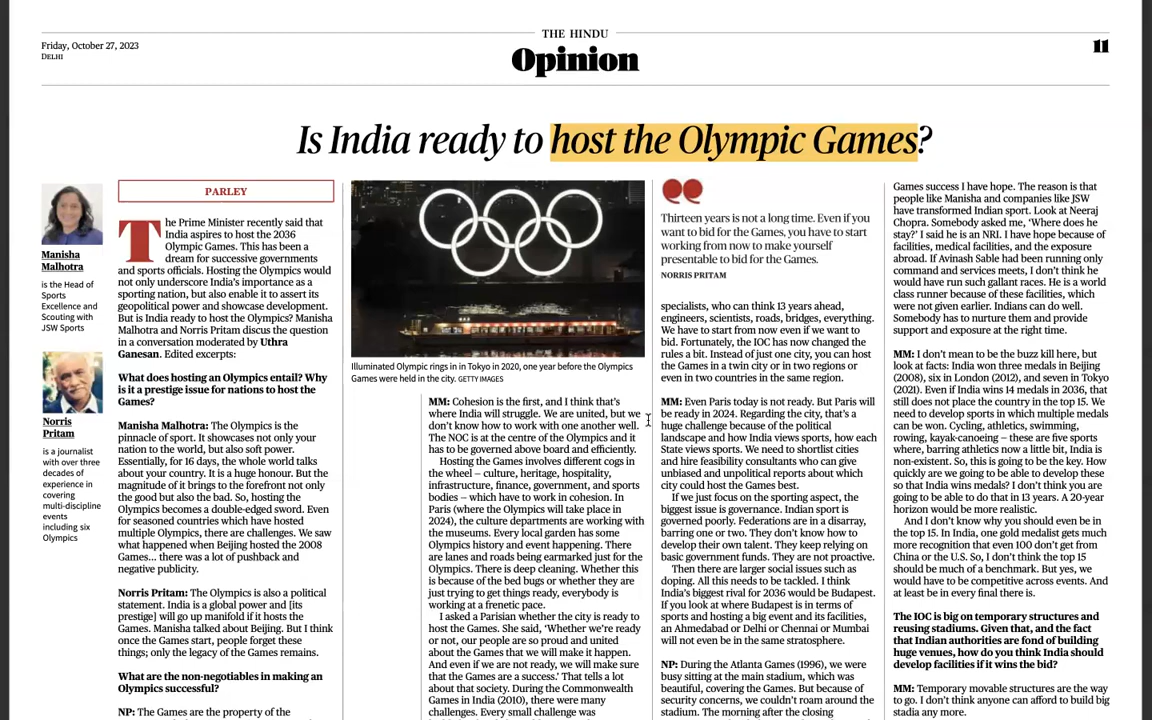 Friday, October 27, 2023
DELHI
THE HINDU
Opinion
11
Is India ready to host the Olympic Games?
Manisha
Malhotra
is the Head of
Sports
Excellence and
Scouting with
JSW Sports
Norris
Pritam
is a journalist
with over three
decades of
experience in
covering
multi-discipline
events
including six
Olympics
PARLEY
The Prime Minister recently said that
India aspires to host the 2036
Olympic Games. This has been a
dream for successive governments
and sports officials. Hosting the Olympics would
not only underscore India's importance as a
sporting nation, but also enable it to assert its
geopolitical power and showcase development.
But is India ready to host the Olympics? Manisha
Malhotra and Norris Pritam discus the question
in a conversation moderated by Uthra
Ganesan. Edited excerpts:
What does hosting an Olympics entail? Why
is it a prestige issue for nations to host the
Games?
Manisha Malhotra: The Olympics is the
pinnacle of sport. It showcases not only your
nation to the world, but also soft power.
Essentially, for 16 days, the whole world talks
about your country. It is a huge honour. But the
magnitude of it brings to the forefront not only
the good but also the bad. So, hosting the
Olympics becomes a double-edged sword. Even
for seasoned countries which have hosted
multiple Olympics, there are challenges. We saw
what happened when Beijing hosted the 2008
Games... there was a lot of pushback and
negative publicity.
Norris Pritam: The Olympics is also a political
statement. India is a global power and [its
prestige] will go up manifold if it hosts the
Games. Manisha talked about Beijing. But I think
once the Games start, people forget these
things; only the legacy of the Games remains.
What are the non-negotiables in making an
Olympics successful?
NP: The Games are the property of the
Illuminated Olympic rings in in Tokyo in 2020, one year before the Olympics
Games were held in the city. GETTY IMAGES
MM: Cohesion is the first, and I think that's
where India will struggle. We are united, but we
don't know how to work with one another well.
The NOC is at the centre of the Olympics and it
has to be governed above board and efficiently.
Hosting the Games involves different cogs in
the wheel – culture, heritage, hospitality,
infrastructure, finance, government, and sports
bodies – which have to work in cohesion. In
Paris (where the Olympics will take place in
2024), the culture departments are working with
the museums. Every local garden has some
Olympics history and event happening. There
are lanes and roads being earmarked just for the
Olympics. There is deep cleaning. Whether this
is because of the bed bugs or whether they are
just trying to get things ready, everybody is
working at a frenetic pace.
I asked a Parisian whether the city is ready to
host the Games. She said, 'Whether we're ready
or not, our people are so proud and united
about the Games that we will make it happen.
And even if we are not ready, we will make sure
that the Games are a success.' That tells a lot
about that society. During the Commonwealth
Games in India (2010), there were many
challenges. Every small challenge was
Thirteen years is not a long time. Even if you
want to bid for the Games, you have to start
working from now to make yourself
presentable to bid for the Games.
NORRIS PRITAM
specialists, who can think 13 years ahead,
engineers, scientists, roads, bridges, everything.
We have to start from now even if we want to
bid. Fortunately, the IOC has now changed the
rules a bit. Instead of just one city, you can host
the Games in a twin city or in two regions or
even in two countries in the same region.
MM: Even Paris today is not ready. But Paris will
be ready in 2024. Regarding the city, that's a
huge challenge because of the political
landscape and how India views sports, how each
State views sports. We need to shortlist cities
and hire feasibility consultants who can give
unbiased and unpolitical reports about which
city could host the Games best.
If we just focus on the sporting aspect, the
biggest issue is governance. Indian sport is
governed poorly. Federations are in a disarray,
barring one or two. They don't know how to
develop their own talent. They keep relying on
basic government funds. They are not proactive.
Then there are larger social issues such as
doping. All this needs to be tackled. I think
India's biggest rival for 2036 would be Budapest.
If you look at where Budapest is in terms of
sports and hosting a big event and its facilities,
an Ahmedabad or Delhi or Chennai or Mumbai
will not even be in the same stratosphere.
NP: During the Atlanta Games (1996), we were
busy sitting at the main stadium, which was
beautiful, covering the Games. But because of
security concerns, we couldn't roam around the
stadium. The morning after the closing
Games success I have hope. The reason is that
people like Manisha and companies like JSW
have transformed Indian sport. Look at Neeraj
Chopra. Somebody asked me, 'Where does he
stay?' I said he is an NRI. I have hope because of
facilities, medical facilities, and the exposure
abroad. If Avinash Sable had been running only
command and services meets, I don't think he
would have run such gallant races. He is a world
class runner because of these facilities, which
were not given earlier. Indians can do well.
Somebody has to nurture them and provide
support and exposure at the right time.
MM: I don't mean to be the buzz kill here, but
look at facts: India won three medals in Beijing
(2008), six in London (2012), and seven in Tokyo
(2021). Even if India wins 14 medals in 2036, that
still does not place the country in the top 15. We
need to develop sports in which multiple medals
can be won. Cycling, athletics, swimming,
rowing, kayak-canoeing – these are five sports
where, barring athletics now a little bit, India is
non-existent. So, this is going to be the key. How
quickly are we going to be able to develop these
so that India wins medals? I don't think you are
going to be able to do that in 13 years. A 20-year
horizon would be more realistic.
And I don't know why you should even be in
the top 15. In India, one gold medalist gets much
more recognition that even 100 don't get from
China or the U.S. So, I don't think the top 15
should be much of a benchmark. But yes, we
would have to be competitive across events. And
at least be in every final there is.
The IOC is big on temporary structures and
reusing stadiums. Given that, and the fact
that Indian authorities are fond of building
huge venues, how do you think India should
develop facilities if it wins the bid?
MM: Temporary movable structures are the way
to go. I don't think anyone can afford to build big
stadia any more.